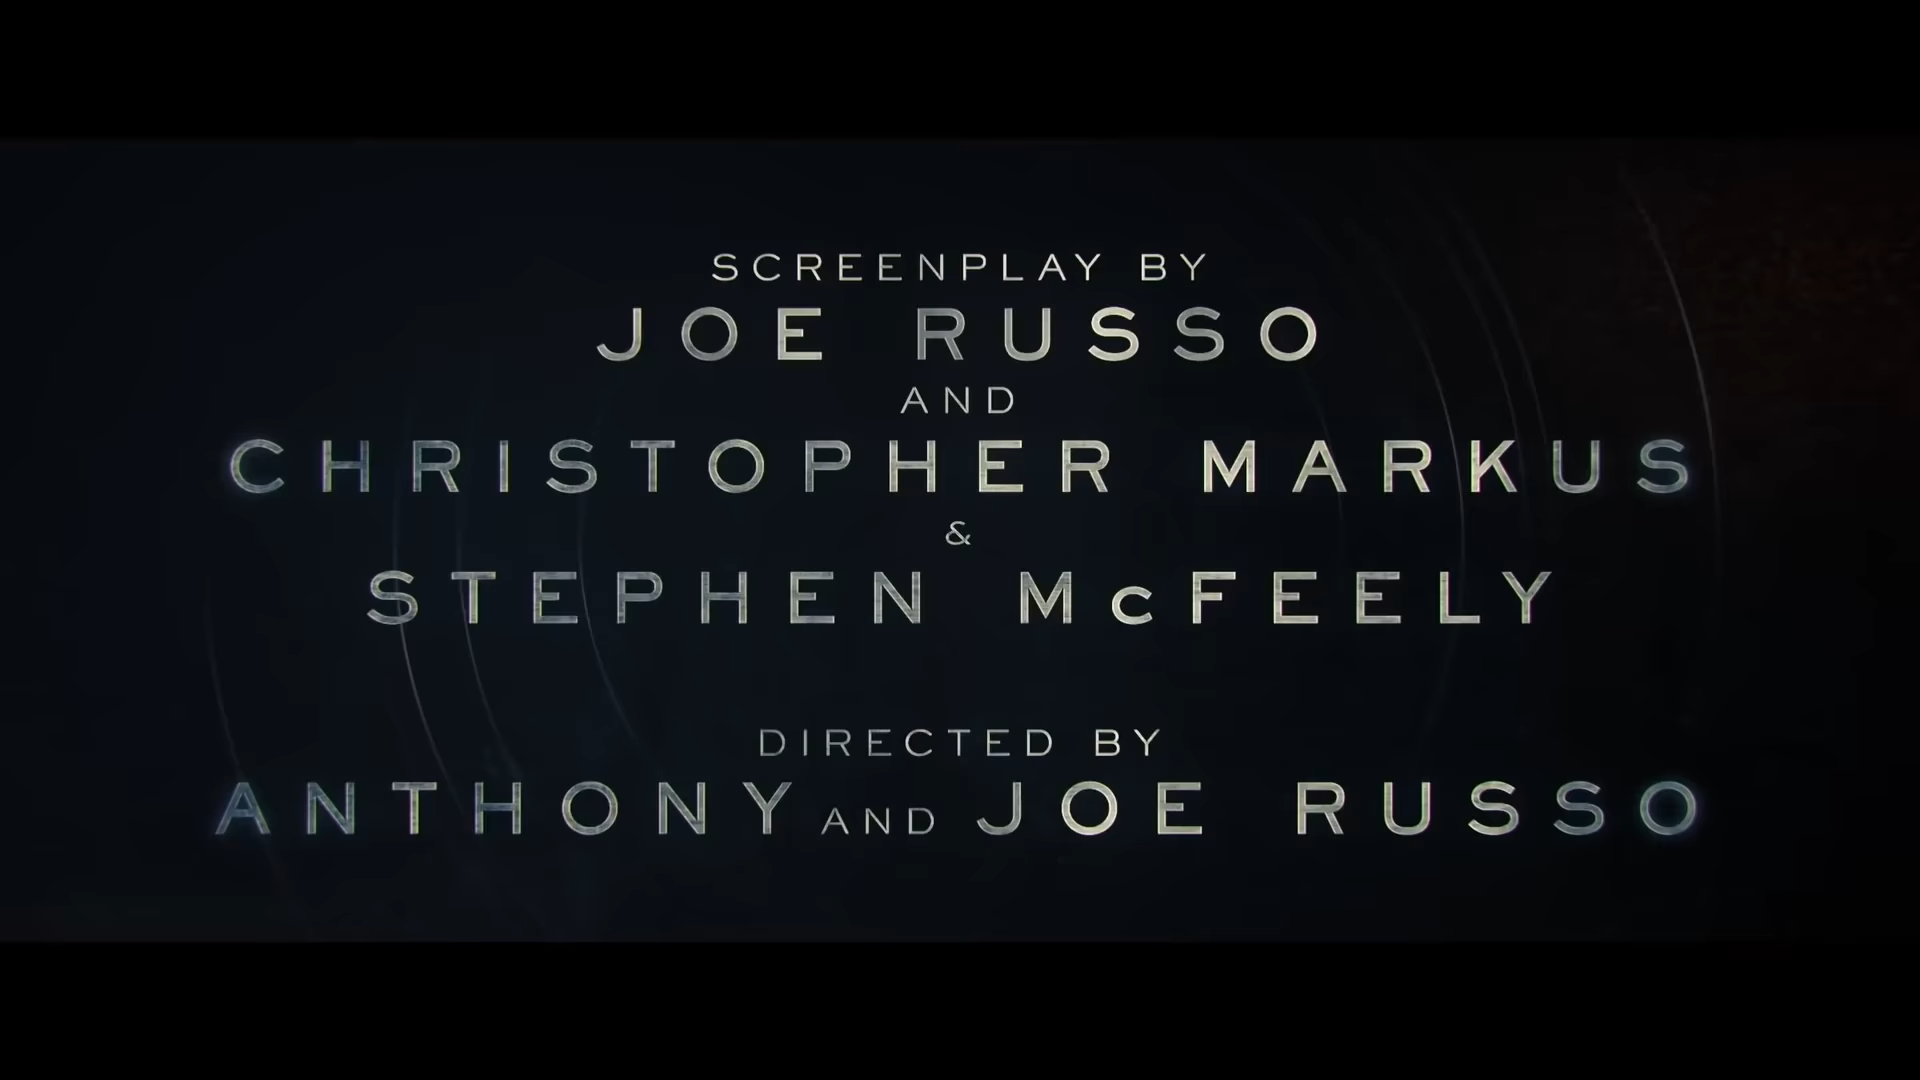 SCREENPLAY BY
JOE RUSSO
AND
CHRISTOPHER MARKUS
&
STEPHEN McFEELY
DIRECTED BY
ANTHONY AND JOE RUSSO